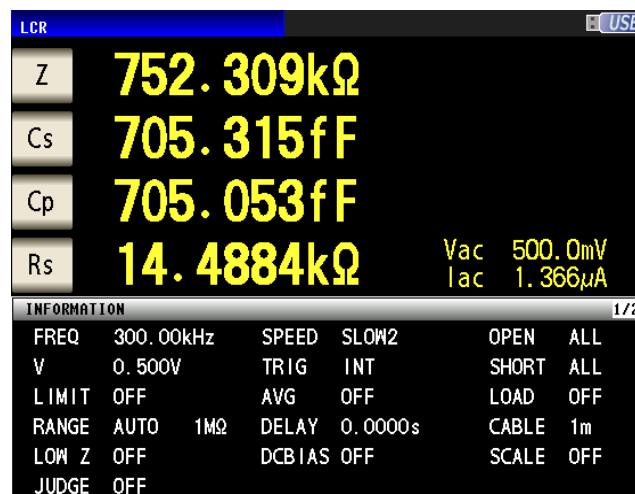 LCR USB
Z 752.309kΩ
Cs 705.315fF
Cp 705.053fF
Rs 14.4884kΩ
Vac 500.0mV
Iac 1.366μA
INFORMATION 1/2
FREQ 300.00kHz SPEED SLOW2 OPEN ALL
V 0.500V TRIG INT SHORT ALL
LIMIT OFF AVG OFF LOAD OFF
RANGE AUTO 1MΩ DELAY 0.0000s CABLE 1m
LOW Z OFF DCBIAS OFF SCALE OFF
JUDGE OFF